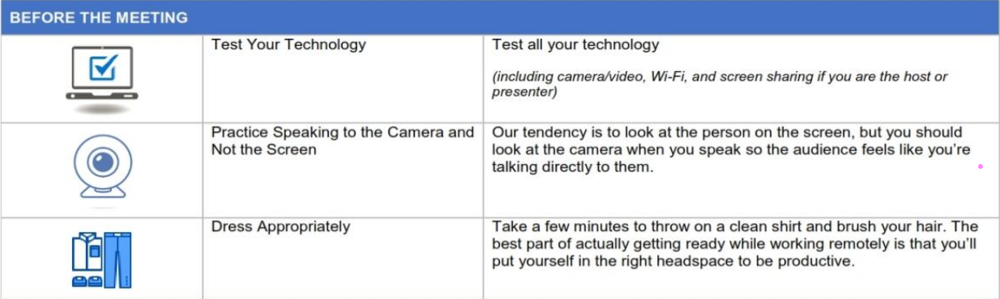 BEFORE THE MEETING
Test Your Technology
Test all your technology
(including camera/video, Wi-Fi, and screen sharing if you are the host or
presenter)
Practice Speaking to the Camera and
Not the Screen
Our tendency is to look at the person on the screen, but you should
look at the camera when you speak so the audience feels like you're
talking directly to them.
Dress Appropriately
Take a few minutes to throw on a clean shirt and brush your hair. The
best part of actually getting ready while working remotely is that you'll
put yourself in the right headspace to be productive.